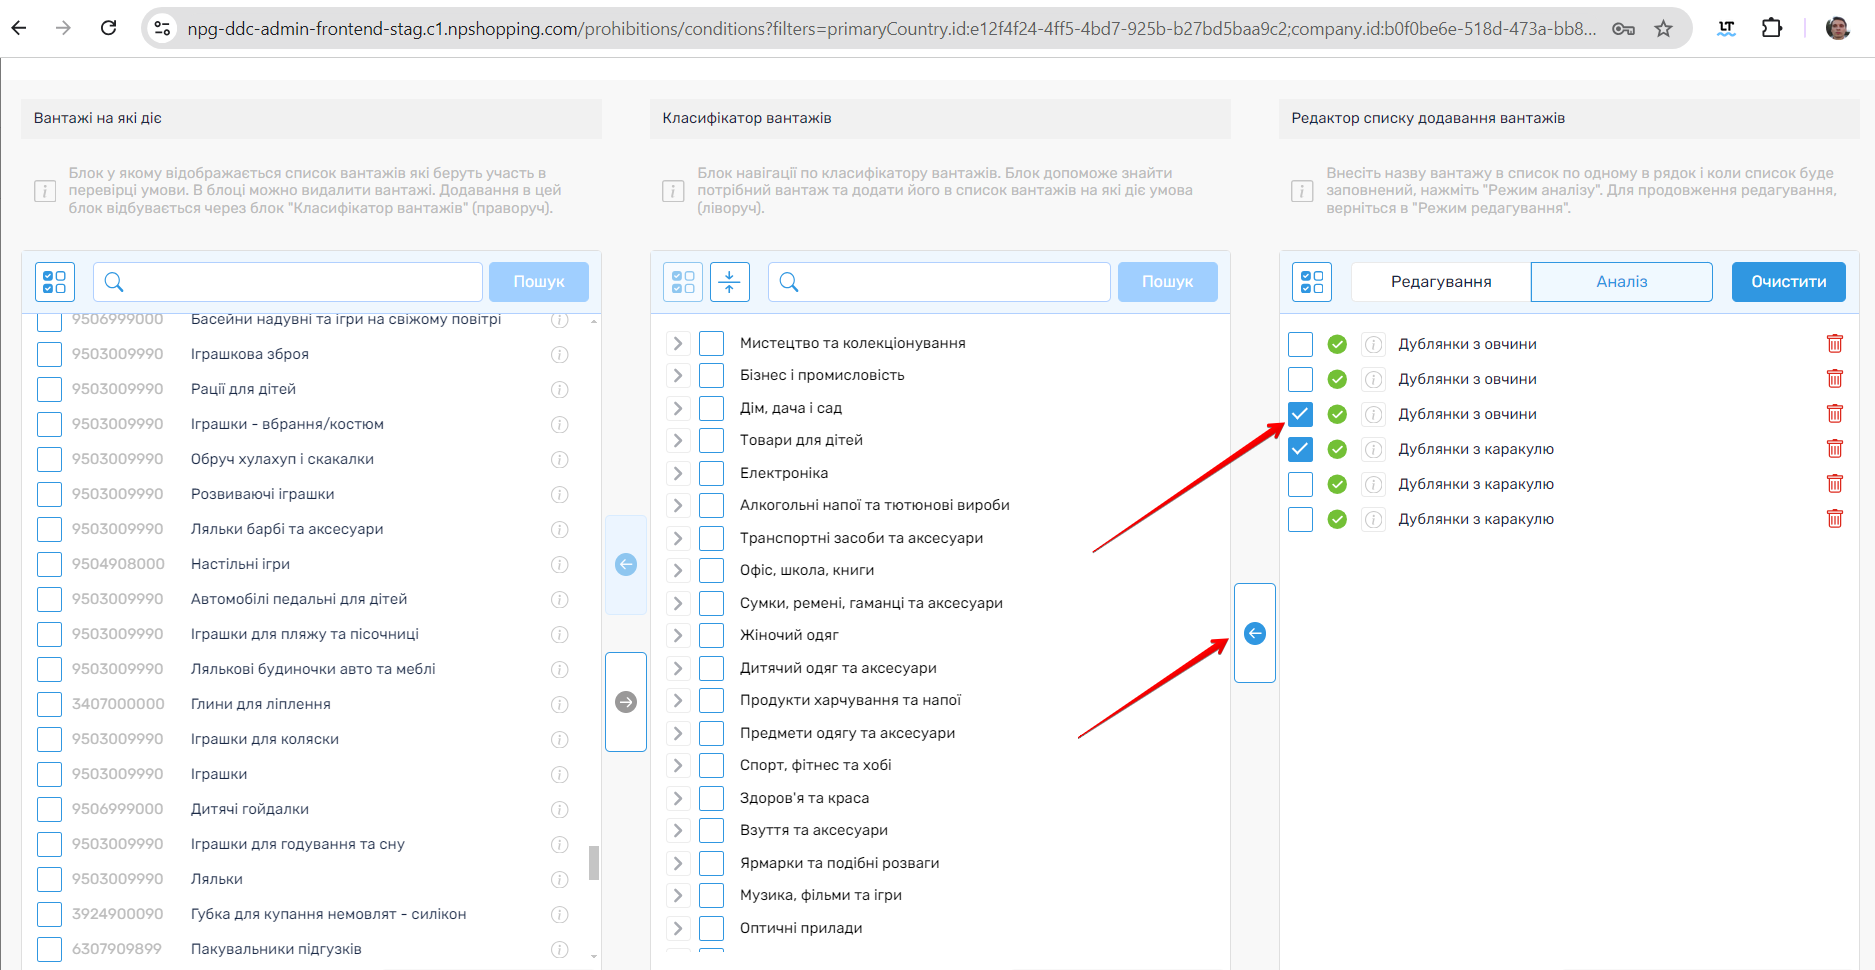 npg-ddc-admin-frontend-stag.c1.npshopping.com/prohibitions/conditions?filters=primaryCountry.id:e12f4f24-4ff5-4bd7-925b-b27bd5baa9c2;company.id:b0f0be6e-518d-473a-bb8...
LT
Вантажі на які діє
Блок у якому відображається список вантажів які беруть участь в
перевірці умови. В блоці можно видалити вантажі. Додавання в цей
блок відбувається через блок "Класифікатор вантажів" (праворуч).
Пошук
9506999000 Басейни надувні та ігри на свіжому повітрі
9503009990 Іграшкова зброя
9503009990 Рації для дітей
9503009990 Іграшки - вбрання/костюм
9503009990 Обруч хулахуп і скакалки
9503009990 Розвиваючі іграшки
9503009990 Ляльки барбі та аксесуари
9504908000 Настільні ігри
9503009990 Автомобілі педальні для дітей
9503009990 Іграшки для пляжу та пісочниці
9503009990 Лялькові будиночки авто та меблі
3407000000 Глини для ліплення
9503009990 Іграшки для коляски
9503009990 Іграшки
9506999000 Дитячі гойдалки
9503009990 Іграшки для годування та сну
9503009990 Ляльки
3924900090 Губка для купання немовлят - силікон
6307909899 Пакувальники підгузків
Класифікатор вантажів
Блок навігації по класифікатору вантажів. Блок допоможе знайти
потрібний вантаж та додати його в список вантажів на які діє умова
(ліворуч).
Пошук
Мистецтво та колекціонування
Бізнес і промисловість
Дім, дача і сад
Товари для дітей
Електроніка
Алкогольні напої та тютюнові вироби
Транспортні засоби та аксесуари
Офіс, школа, книги
Сумки, ремені, гаманці та аксесуари
Жіночий одяг
Дитячий одяг та аксесуари
Продукти харчування та напої
Предмети одягу та аксесуари
Спорт, фітнес та хобі
Здоров'я та краса
Взуття та аксесуари
Ярмарки та подібні розваги
Музика, фільми та ігри
Оптичні прилади
Редактор списку додавання вантажів
Внесіть назву вантажу в список по одному в рядок і коли список буде
заповнений, нажміть "Режим аналізу". Для продовження редагування,
верніться в "Режим редагування".
Редагування Аналіз Очистити
Дублянки з овчини
Дублянки з овчини
Дублянки з овчини
Дублянки з каракулю
Дублянки з каракулю
Дублянки з каракулю